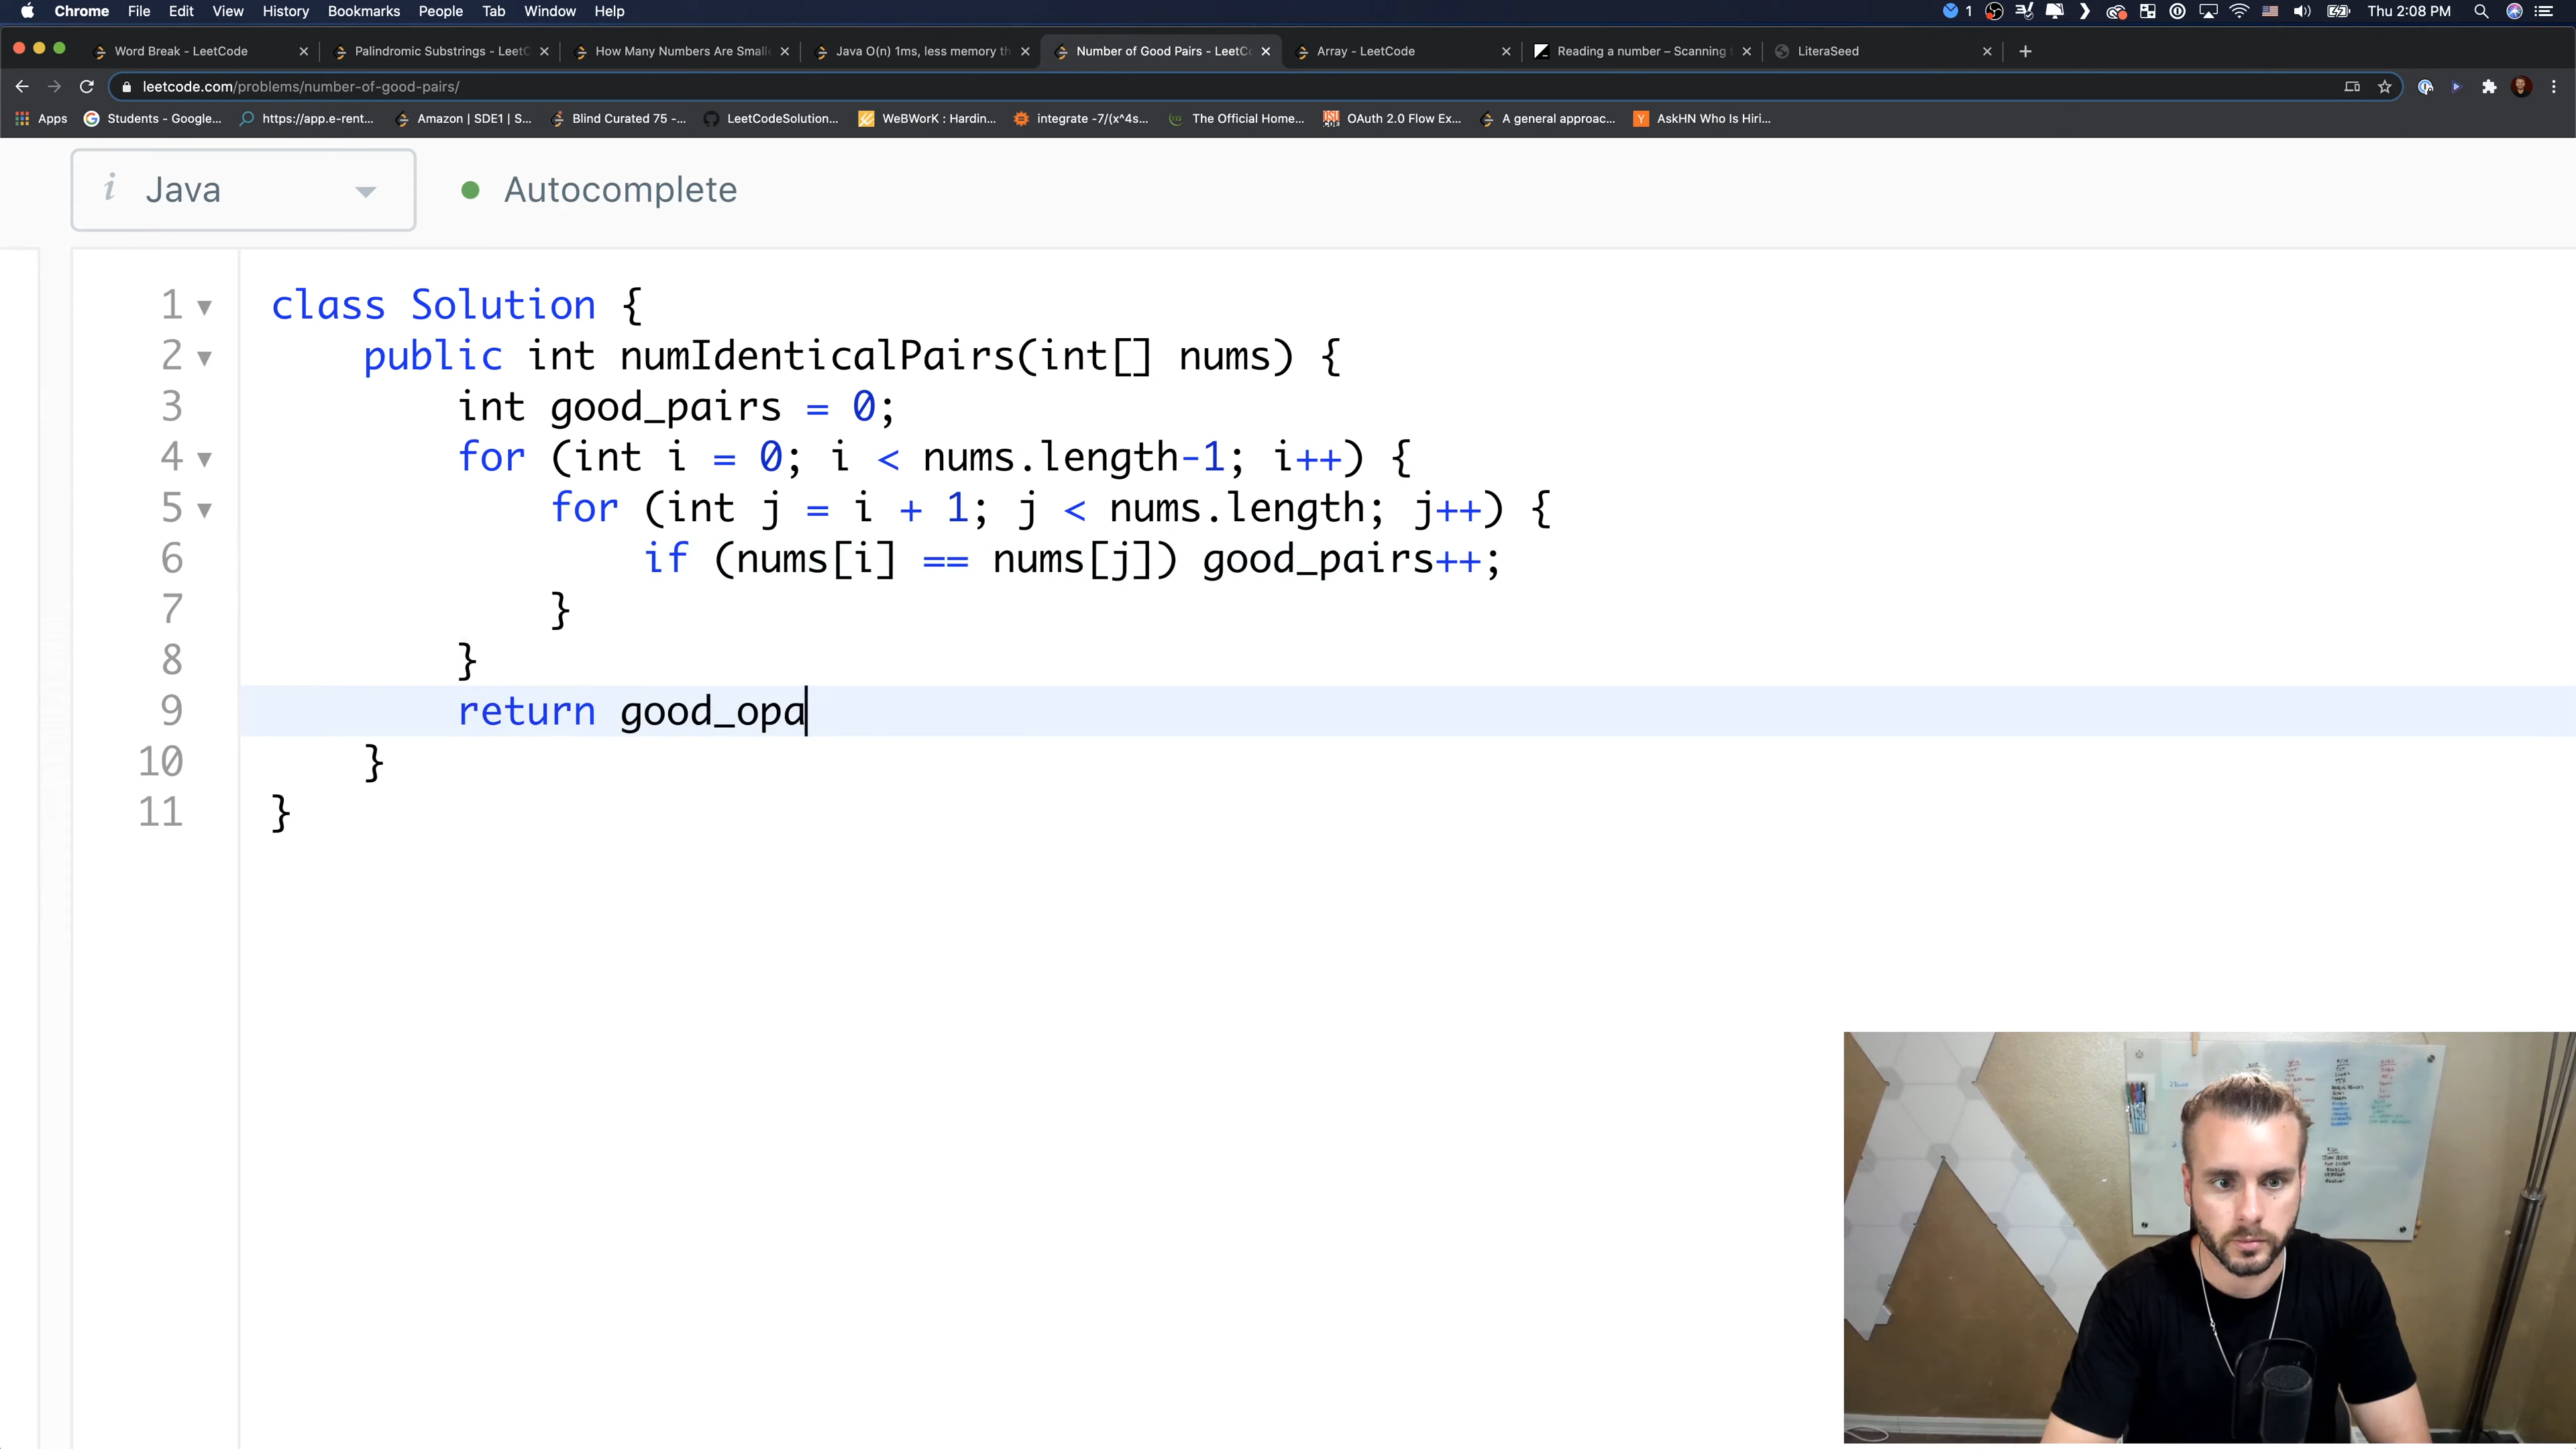 Chrome File Edit View History Bookmarks People Tab Window Help 1 Thu 2:08 PM
Word Break - LeetCode Palindromic Substrings - LeetC How Many Numbers Are Small Java O(n) 1ms, less memory th Number of Good Pairs - LeetC Array - LeetCode Reading a number – Scanning LiteraSeed
leetcode.com/problems/number-of-good-pairs/
Apps Students - Google... https://app.e-rent... Amazon | SDE1 | S... Blind Curated 75 -... LeetCodeSolution... WeBWorK : Hardin... integrate -7/(x^4s... The Official Home... OAuth 2.0 Flow Ex... A general approac... AskHN Who Is Hiri...
i Java Autocomplete
1 class Solution {
2 public int numIdenticalPairs(int[] nums) {
3 int good_pairs = 0;
4 for (int i = 0; i < nums.length-1; i++) {
5 for (int j = i + 1; j < nums.length; j++) {
6 if (nums[i] == nums[j]) good_pairs++;
7 }
8 }
9 return good_opa
10 }
11 }